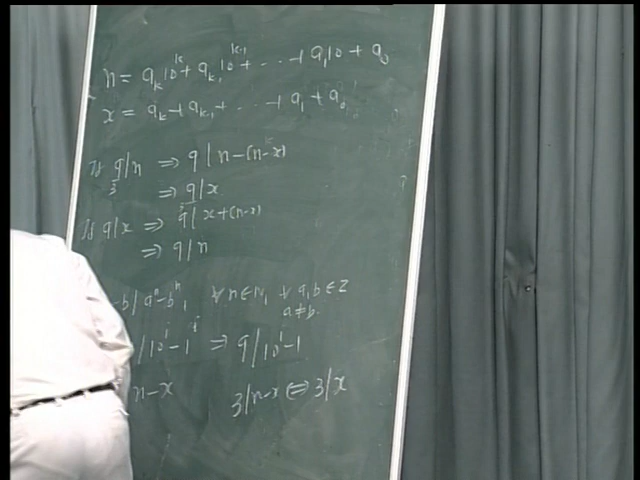 n = a_k 10^k + a_{k-1} 10^{k-1} + ... + a_1 10 + a_0
x = a_k + a_{k-1} + ... + a_1 + a_0
If 9/n ⇒ 9 | n-(n-x)
3 ⇒ 9/x
If 9/x ⇒ 9 | x+(n-x)
⇒ 9/n
-b / a^n - b^n, ∀ n ∈ N, ∀ a, b ∈ Z
a ≠ b.
/ 10^i - 1^i ⇒ 9 / 10^i - 1
n-x 3/n-x ⇔ 3/x